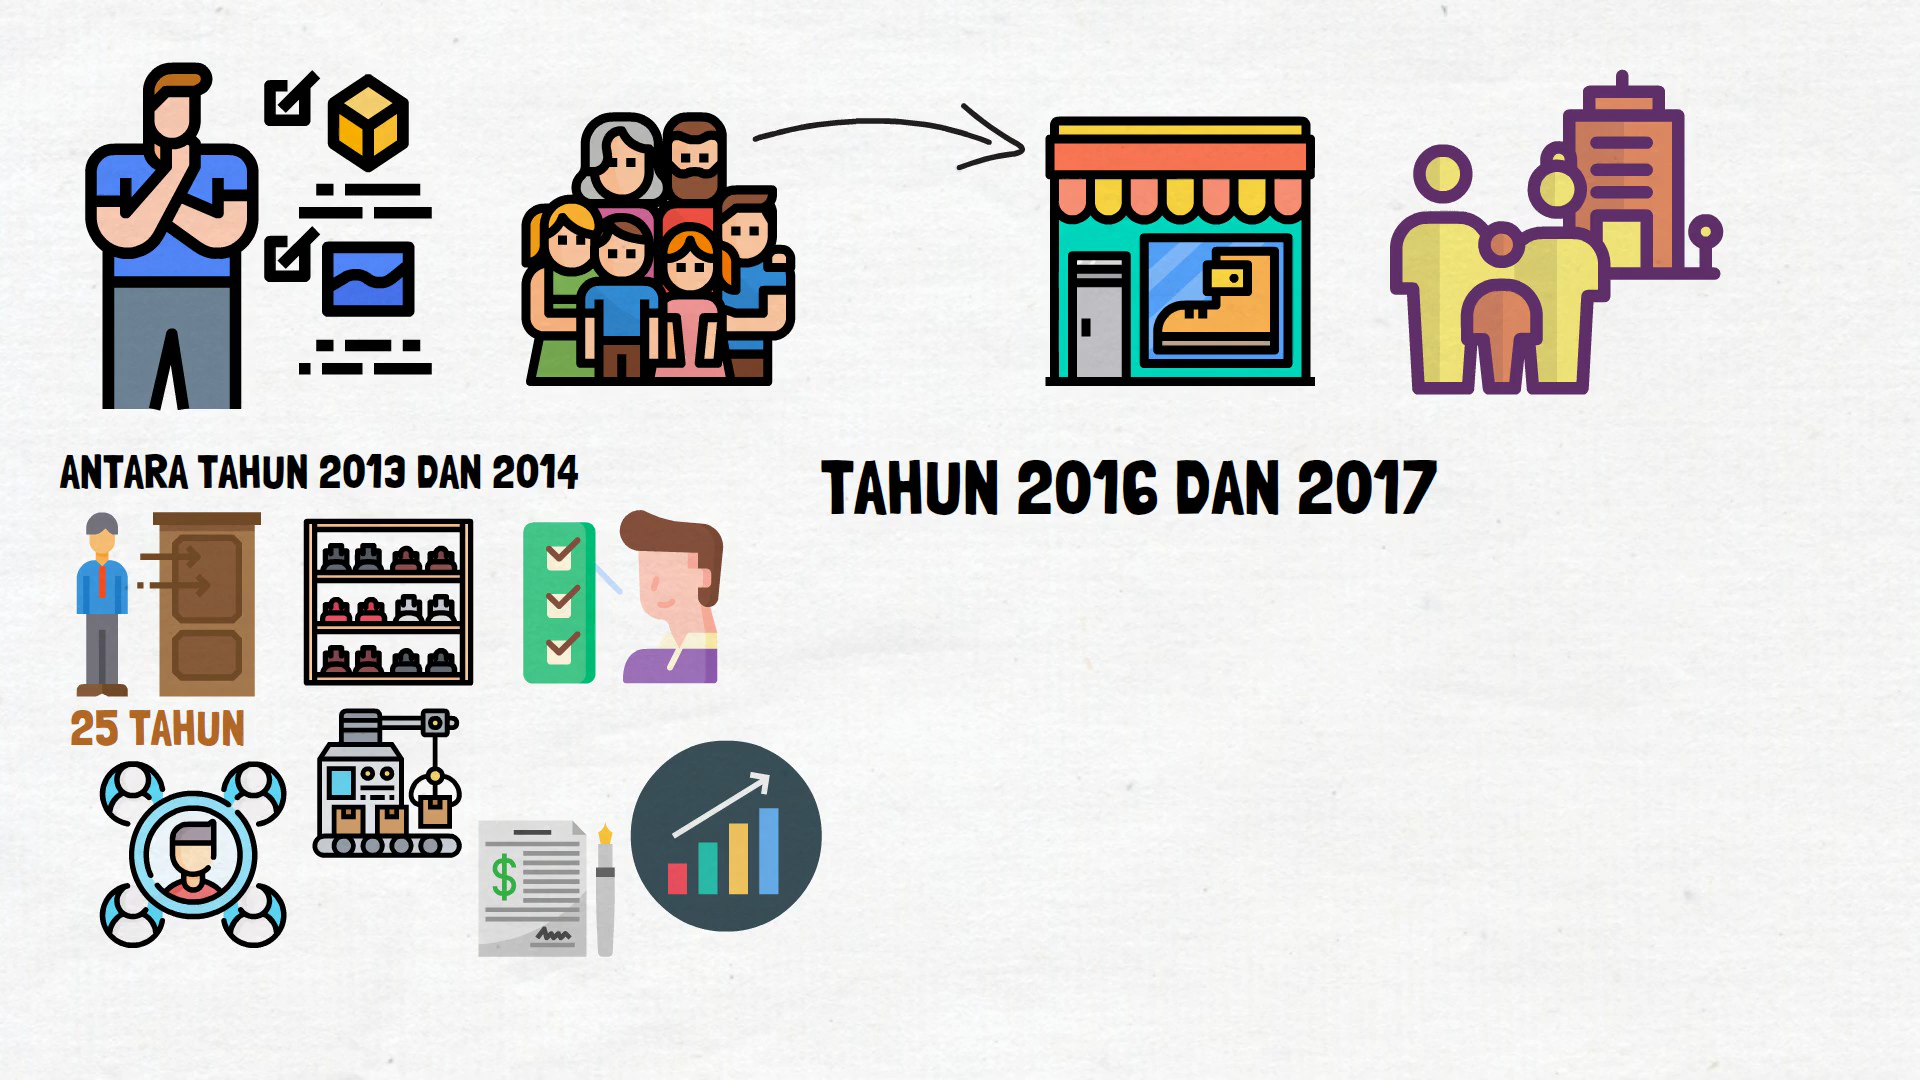 ANTARA TAHUN 2013 DAN 2014
TAHUN 2016 DAN 2017
25 TAHUN
$